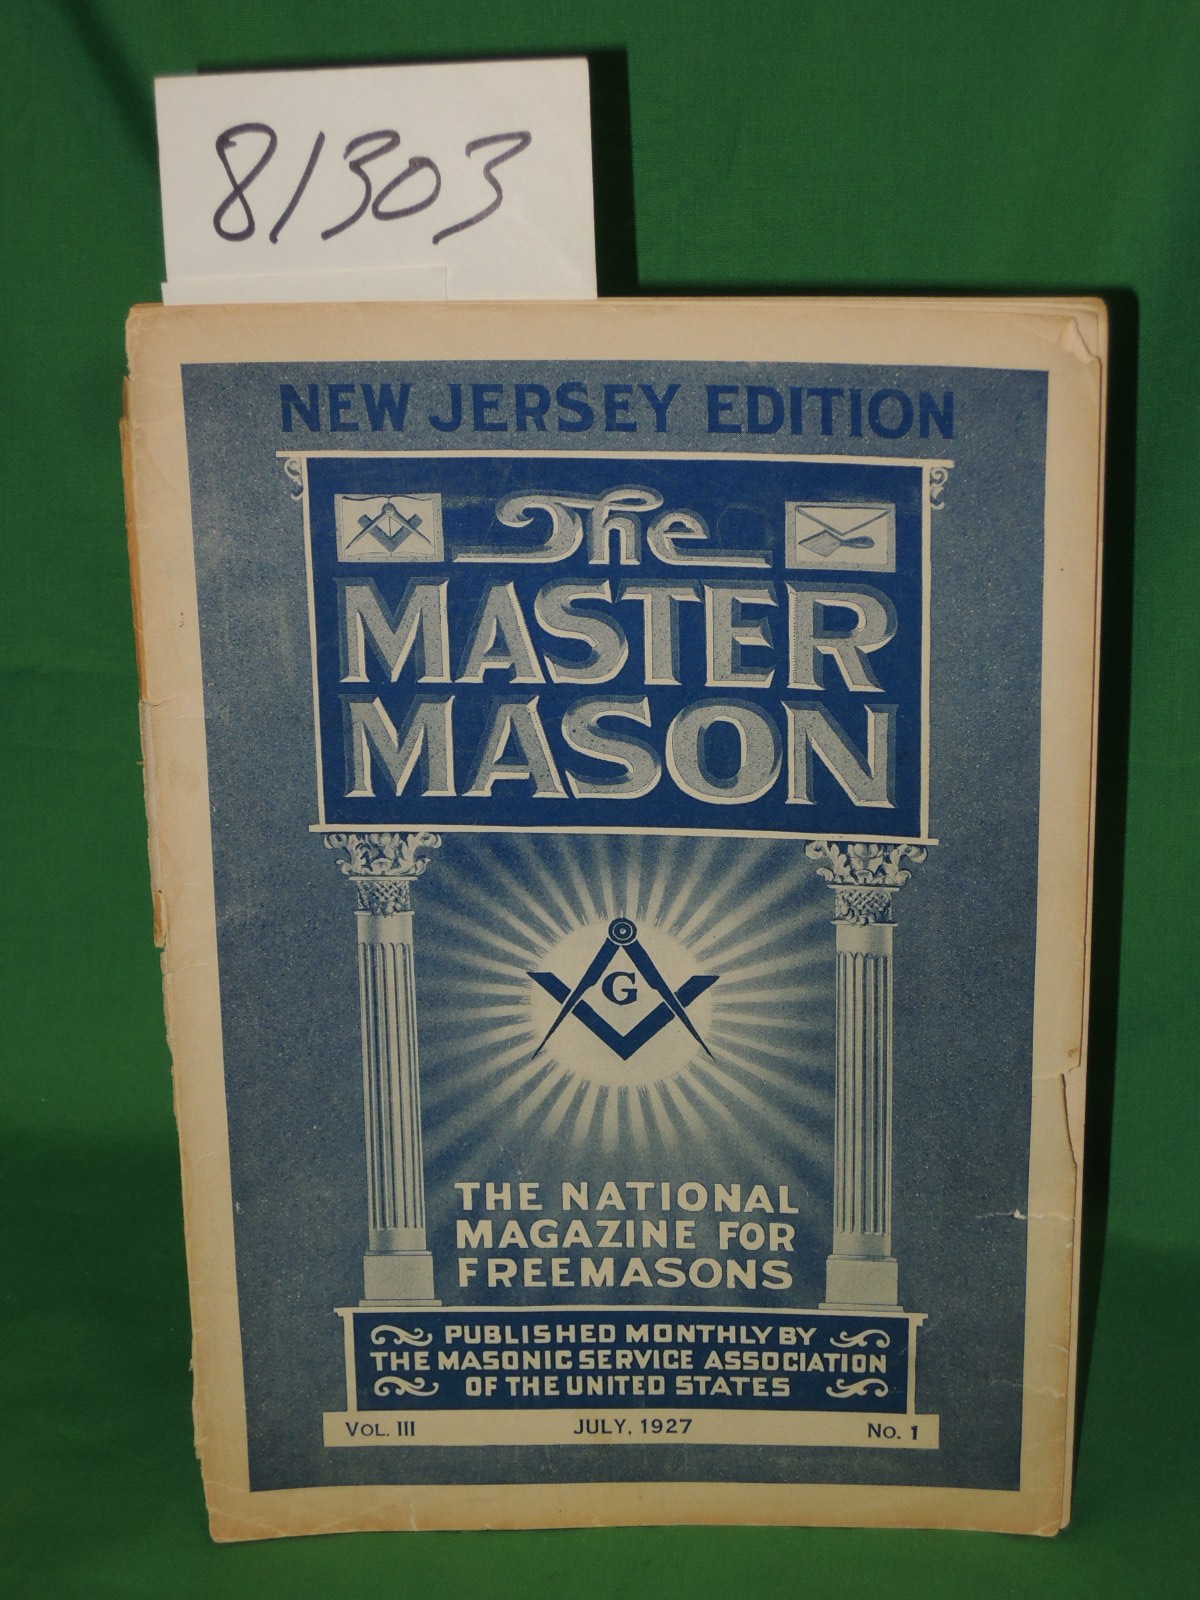 81303
NEW JERSEY EDITION
The
MASTER
MASON
G
THE NATIONAL
MAGAZINE FOR
FREEMASONS
PUBLISHED MONTHLY BY
THE MASONIC SERVICE ASSOCIATION
OF THE UNITED STATES
VOL. III JULY, 1927 No. 1